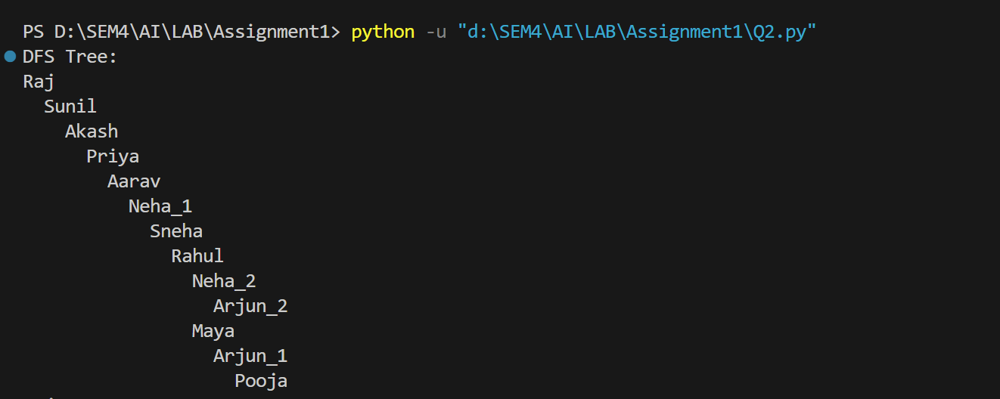 PS D:\SEM4\AI\LAB\Assignment1> python -u "d:\SEM4\AI\LAB\Assignment1\Q2.py"
DFS Tree:
Raj
  Sunil
    Akash
      Priya
        Aarav
          Neha_1
            Sneha
              Rahul
                Neha_2
                  Arjun_2
                Maya
                  Arjun_1
                    Pooja